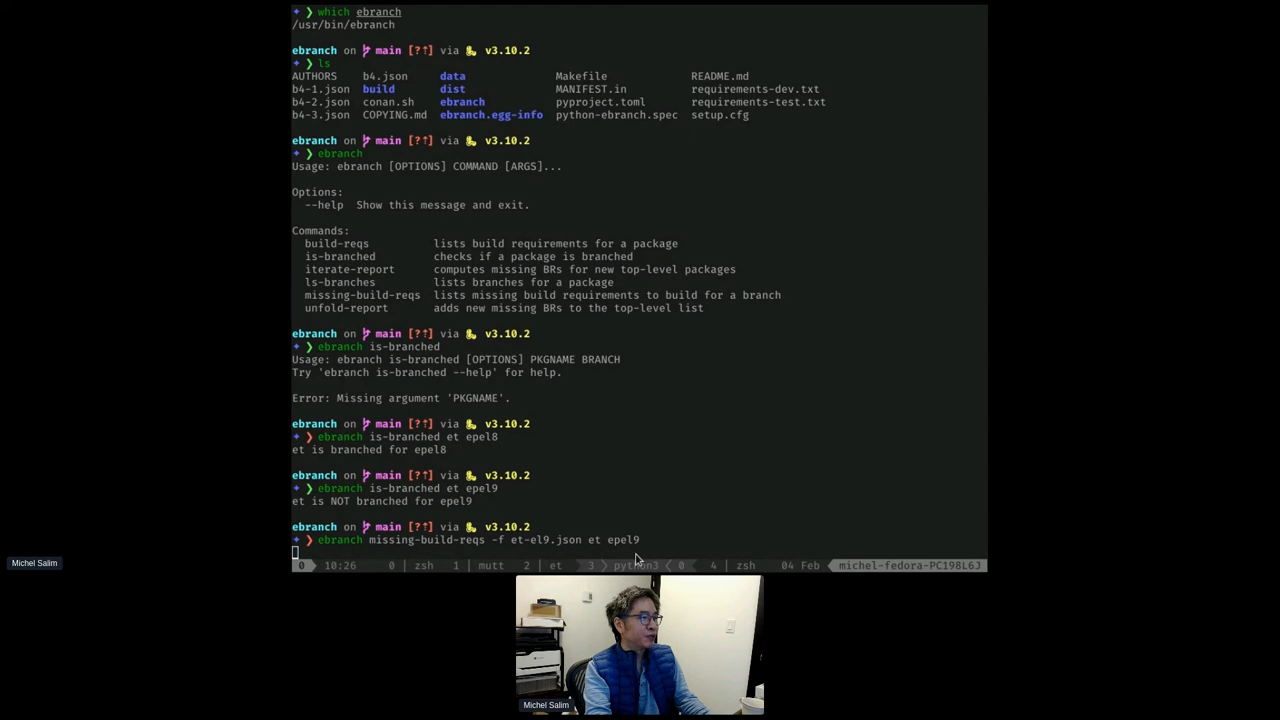 ✦ ❯ which ebranch
/usr/bin/ebranch
ebranch on main [?⇡] via v3.10.2
✦ ❯ ls
AUTHORS b4.json data Makefile README.md
b4-1.json build dist MANIFEST.in requirements-dev.txt
b4-2.json conan.sh ebranch pyproject.toml requirements-test.txt
b4-3.json COPYING.md ebranch.egg-info python-ebranch.spec setup.cfg
ebranch on main [?⇡] via v3.10.2
✦ ❯ ebranch
Usage: ebranch [OPTIONS] COMMAND [ARGS]...
Options:
--help Show this message and exit.
Commands:
build-reqs lists build requirements for a package
is-branched checks if a package is branched
iterate-report computes missing BRs for new top-level packages
ls-branches lists branches for a package
missing-build-reqs lists missing build requirements to build for a branch
unfold-report adds new missing BRs to the top-level list
ebranch on main [?⇡] via v3.10.2
✦ ❯ ebranch is-branched
Usage: ebranch is-branched [OPTIONS] PKGNAME BRANCH
Try 'ebranch is-branched --help' for help.
Error: Missing argument 'PKGNAME'.
ebranch on main [?⇡] via v3.10.2
✦ ❯ ebranch is-branched et epel8
et is branched for epel8
ebranch on main [?⇡] via v3.10.2
✦ ❯ ebranch is-branched et epel9
et is NOT branched for epel9
ebranch on main [?⇡] via v3.10.2
✦ ❯ ebranch missing-build-reqs -f et-el9.json et epel9
0 10:26 0 zsh 1 mutt 2 et 3 python3 0 4 zsh 04 Feb michel-fedora-PC198L6J
Michel Salim
Michel Salim